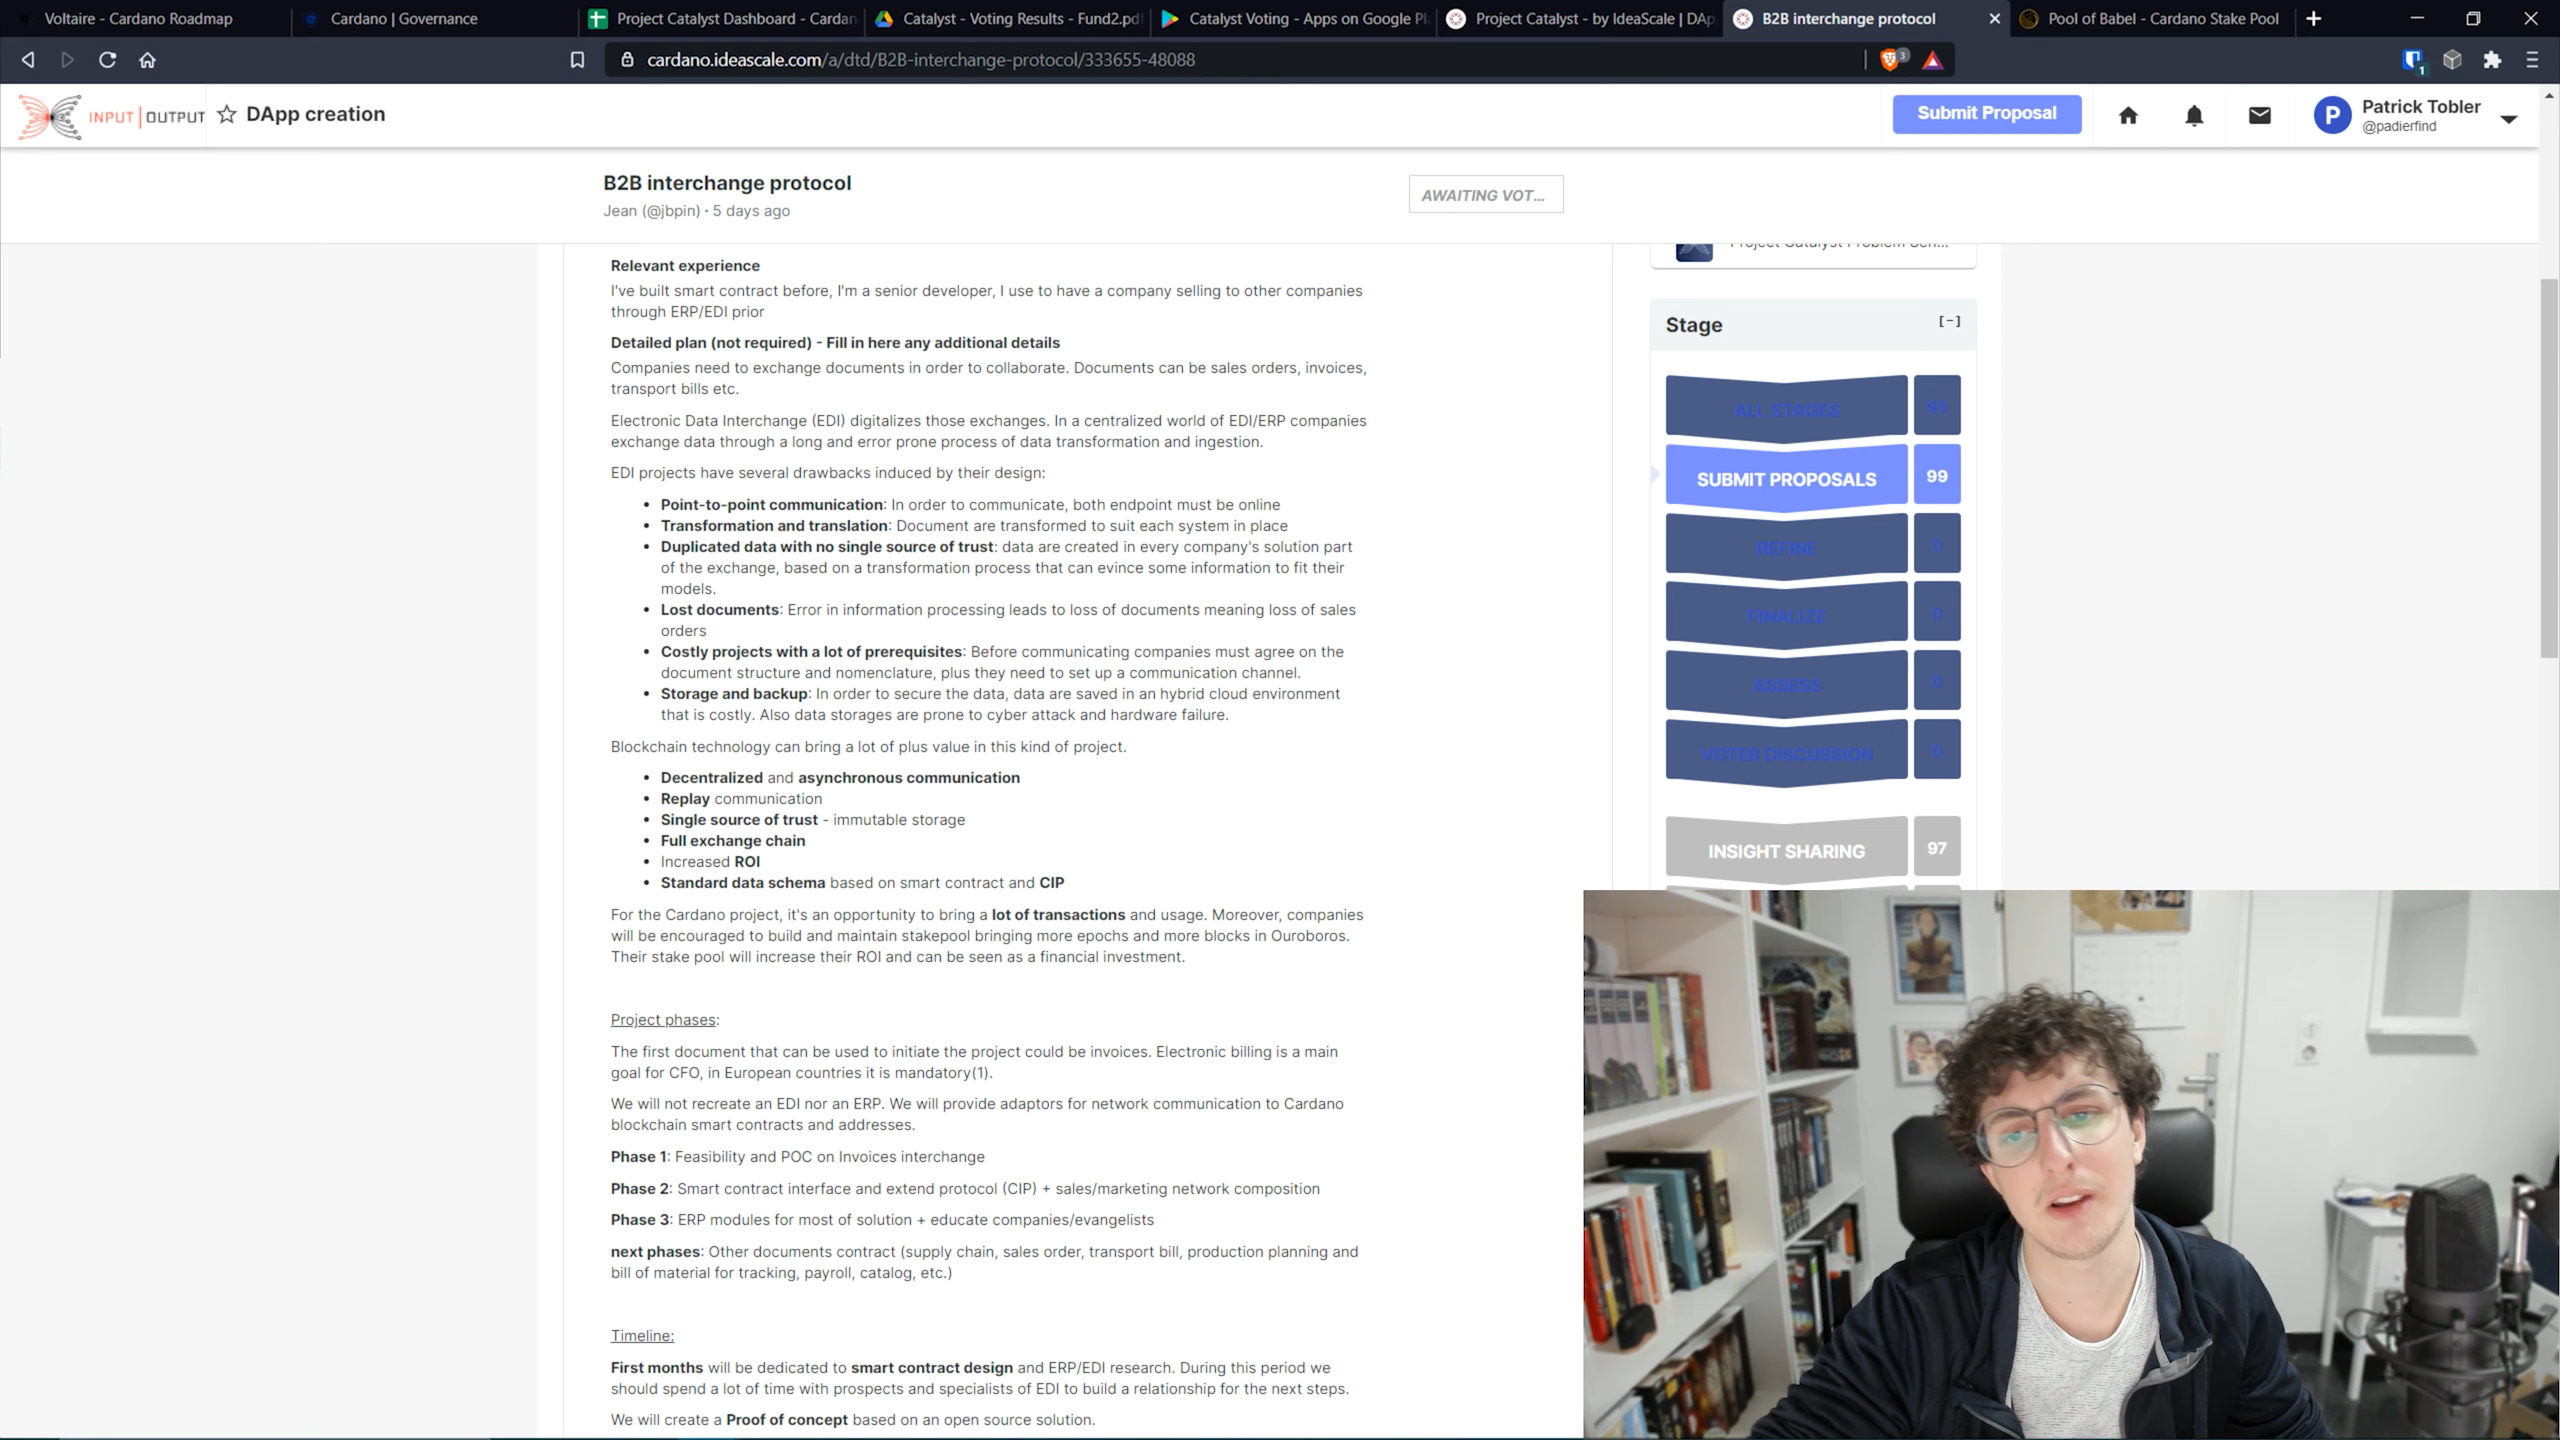 Voltaire - Cardano Roadmap
Cardano | Governance
Project Catalyst Dashboard - Cardan
Catalyst - Voting Results - Fund2.pdf
Catalyst Voting - Apps on Google Pl
Project Catalyst - by IdeaScale | DAp
B2B interchange protocol
Pool of Babel - Cardano Stake Pool
cardano.ideascale.com/a/dtd/B2B-interchange-protocol/333655-48088
3
1
INPUT | OUTPUT
DApp creation
Submit Proposal
P
Patrick Tobler
@padierfind
B2B interchange protocol
Jean (@jbpin) · 5 days ago
AWAITING VOT...
Relevant experience
I've built smart contract before, I'm a senior developer, I use to have a company selling to other companies
through ERP/EDI prior
Detailed plan (not required) - Fill in here any additional details
Companies need to exchange documents in order to collaborate. Documents can be sales orders, invoices,
transport bills etc.
Electronic Data Interchange (EDI) digitalizes those exchanges. In a centralized world of EDI/ERP companies
exchange data through a long and error prone process of data transformation and ingestion.
EDI projects have several drawbacks induced by their design:
• Point-to-point communication: In order to communicate, both endpoint must be online
• Transformation and translation: Document are transformed to suit each system in place
• Duplicated data with no single source of trust: data are created in every company's solution part
of the exchange, based on a transformation process that can evince some information to fit their
models.
• Lost documents: Error in information processing leads to loss of documents meaning loss of sales
orders
• Costly projects with a lot of prerequisites: Before communicating companies must agree on the
document structure and nomenclature, plus they need to set up a communication channel.
• Storage and backup: In order to secure the data, data are saved in an hybrid cloud environment
that is costly. Also data storages are prone to cyber attack and hardware failure.
Blockchain technology can bring a lot of plus value in this kind of project.
• Decentralized and asynchronous communication
• Replay communication
• Single source of trust - immutable storage
• Full exchange chain
• Increased ROI
• Standard data schema based on smart contract and CIP
For the Cardano project, it's an opportunity to bring a lot of transactions and usage. Moreover, companies
will be encouraged to build and maintain stakepool bringing more epochs and more blocks in Ouroboros.
Their stake pool will increase their ROI and can be seen as a financial investment.
Project phases:
The first document that can be used to initiate the project could be invoices. Electronic billing is a main
goal for CFO, in European countries it is mandatory(1).
We will not recreate an EDI nor an ERP. We will provide adaptors for network communication to Cardano
blockchain smart contracts and addresses.
Phase 1: Feasibility and POC on Invoices interchange
Phase 2: Smart contract interface and extend protocol (CIP) + sales/marketing network composition
Phase 3: ERP modules for most of solution + educate companies/evangelists
next phases: Other documents contract (supply chain, sales order, transport bill, production planning and
bill of material for tracking, payroll, catalog, etc.)
Timeline:
First months will be dedicated to smart contract design and ERP/EDI research. During this period we
should spend a lot of time with prospects and specialists of EDI to build a relationship for the next steps.
We will create a Proof of concept based on an open source solution.
Stage
[-]
ALL STAGES
SUBMIT PROPOSALS 99
REFINE 0
FINALIZE 0
ASSESS 0
VOTER DISCUSSION 0
INSIGHT SHARING 97